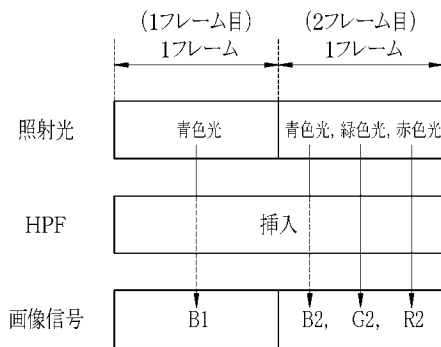 (1フレーム目) (2フレーム目)
1フレーム 1フレーム
照射光 青色光 青色光, 緑色光, 赤色光
HPF 挿入
画像信号 B1 B2, G2, R2